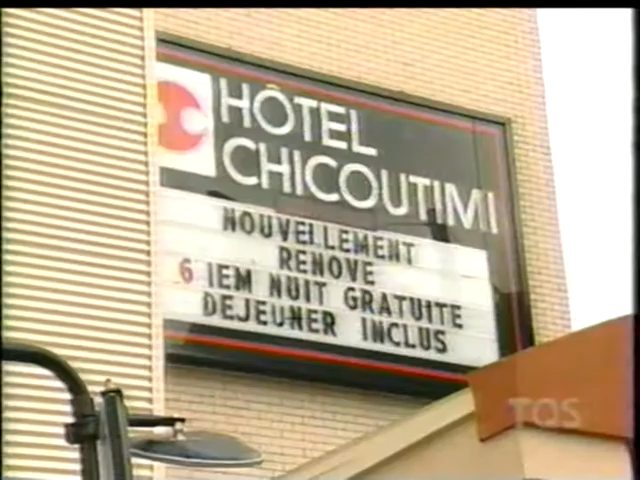 HÔTEL
CHICOUTIMI
NOUVELLEMENT
RENOVE
6 IEM NUIT GRATUITE
DEJEUNER INCLUS
TQS